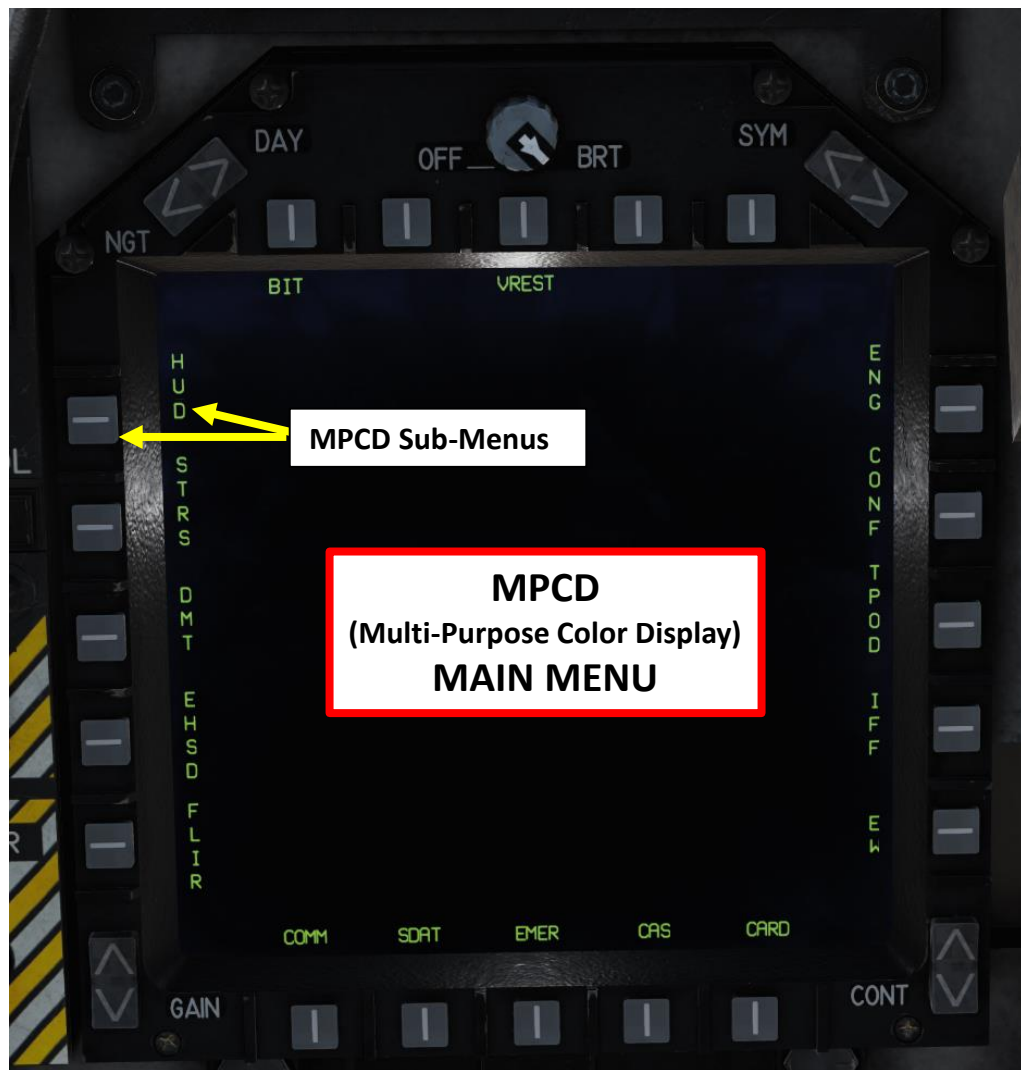 DAY
OFF
BRT
SYM
NGT
BIT
VREST
HUD
ENG
MPCD Sub-Menus
STRS
CONF
L
MPCD
(Multi-Purpose Color Display)
MAIN MENU
DMT
TPOD
EHSD
IFF
FLIR
EW
R
COMM
SDAT
EMER
CAS
CARD
GAIN
CONT